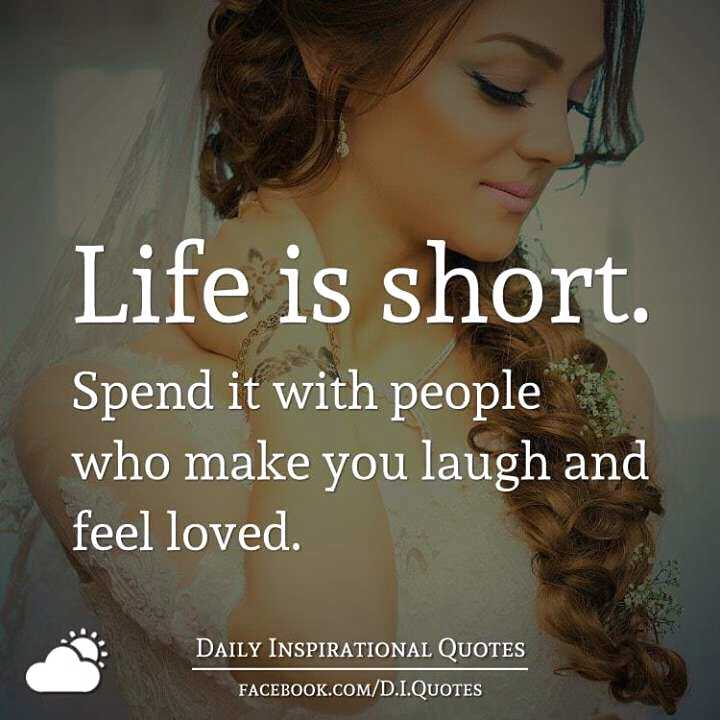 Life is short.
Spend it with people
who make you laugh and
feel loved.
DAILY INSPIRATIONAL QUOTES
FACEBOOK.COM/D.I.QUOTES